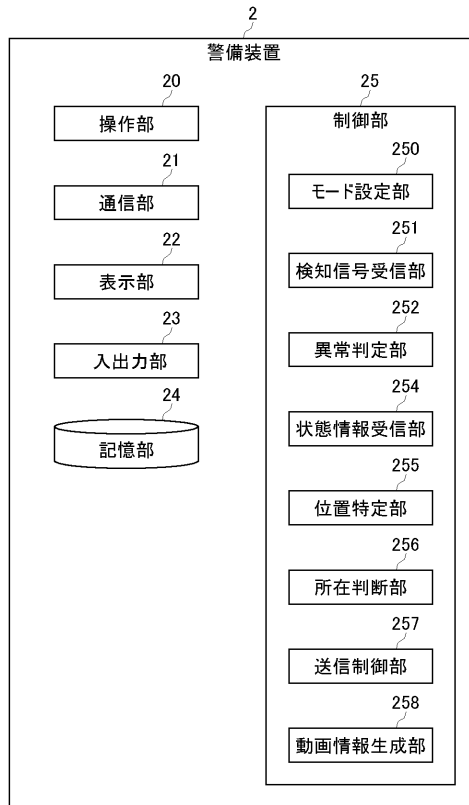 2
警備装置
20
操作部
21
通信部
22
表示部
23
入出力部
24
記憶部
25
制御部
250
モード設定部
251
検知信号受信部
252
異常判定部
254
状態情報受信部
255
位置特定部
256
所在判断部
257
送信制御部
258
動画情報生成部